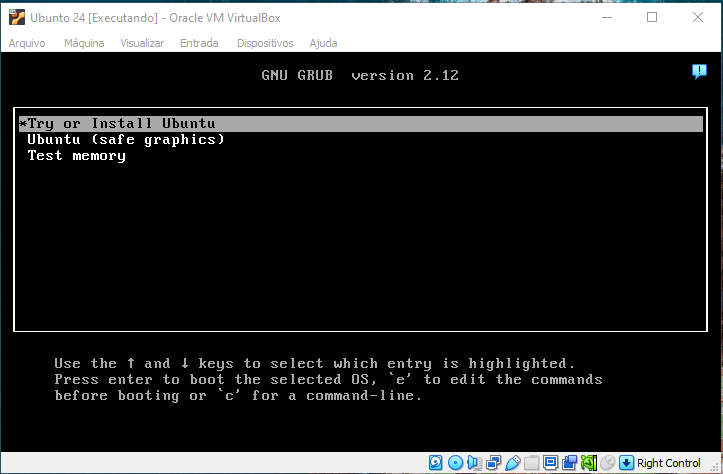 Ubunto 24 [Executando] - Oracle VM VirtualBox
Arquivo Máquina Visualizar Entrada Dispositivos Ajuda
GNU GRUB version 2.12
*Try or Install Ubuntu
Ubuntu (safe graphics)
Test memory
Use the ↑ and ↓ keys to select which entry is highlighted.
Press enter to boot the selected OS, `e' to edit the commands
before booting or `c' for a command-line.
Right Control